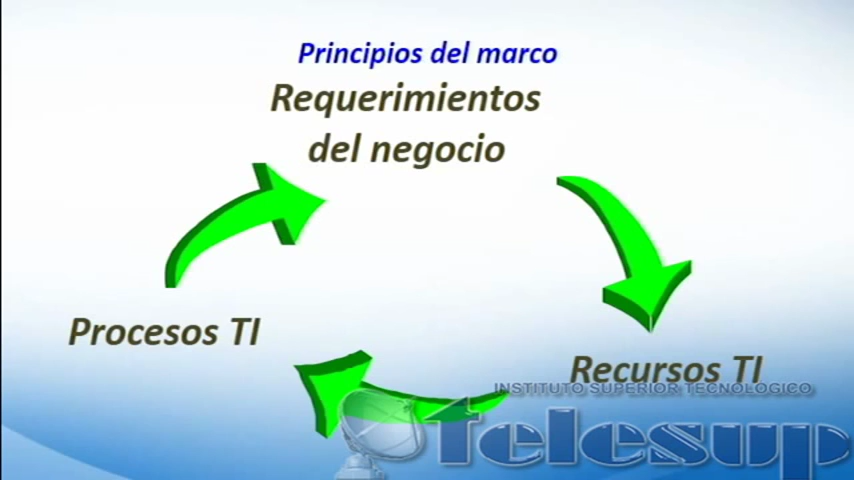 Principios del marco
Requerimientos
del negocio
Procesos TI
Recursos TI
INSTITUTO SUPERIOR TECNOLOGICO
telesup